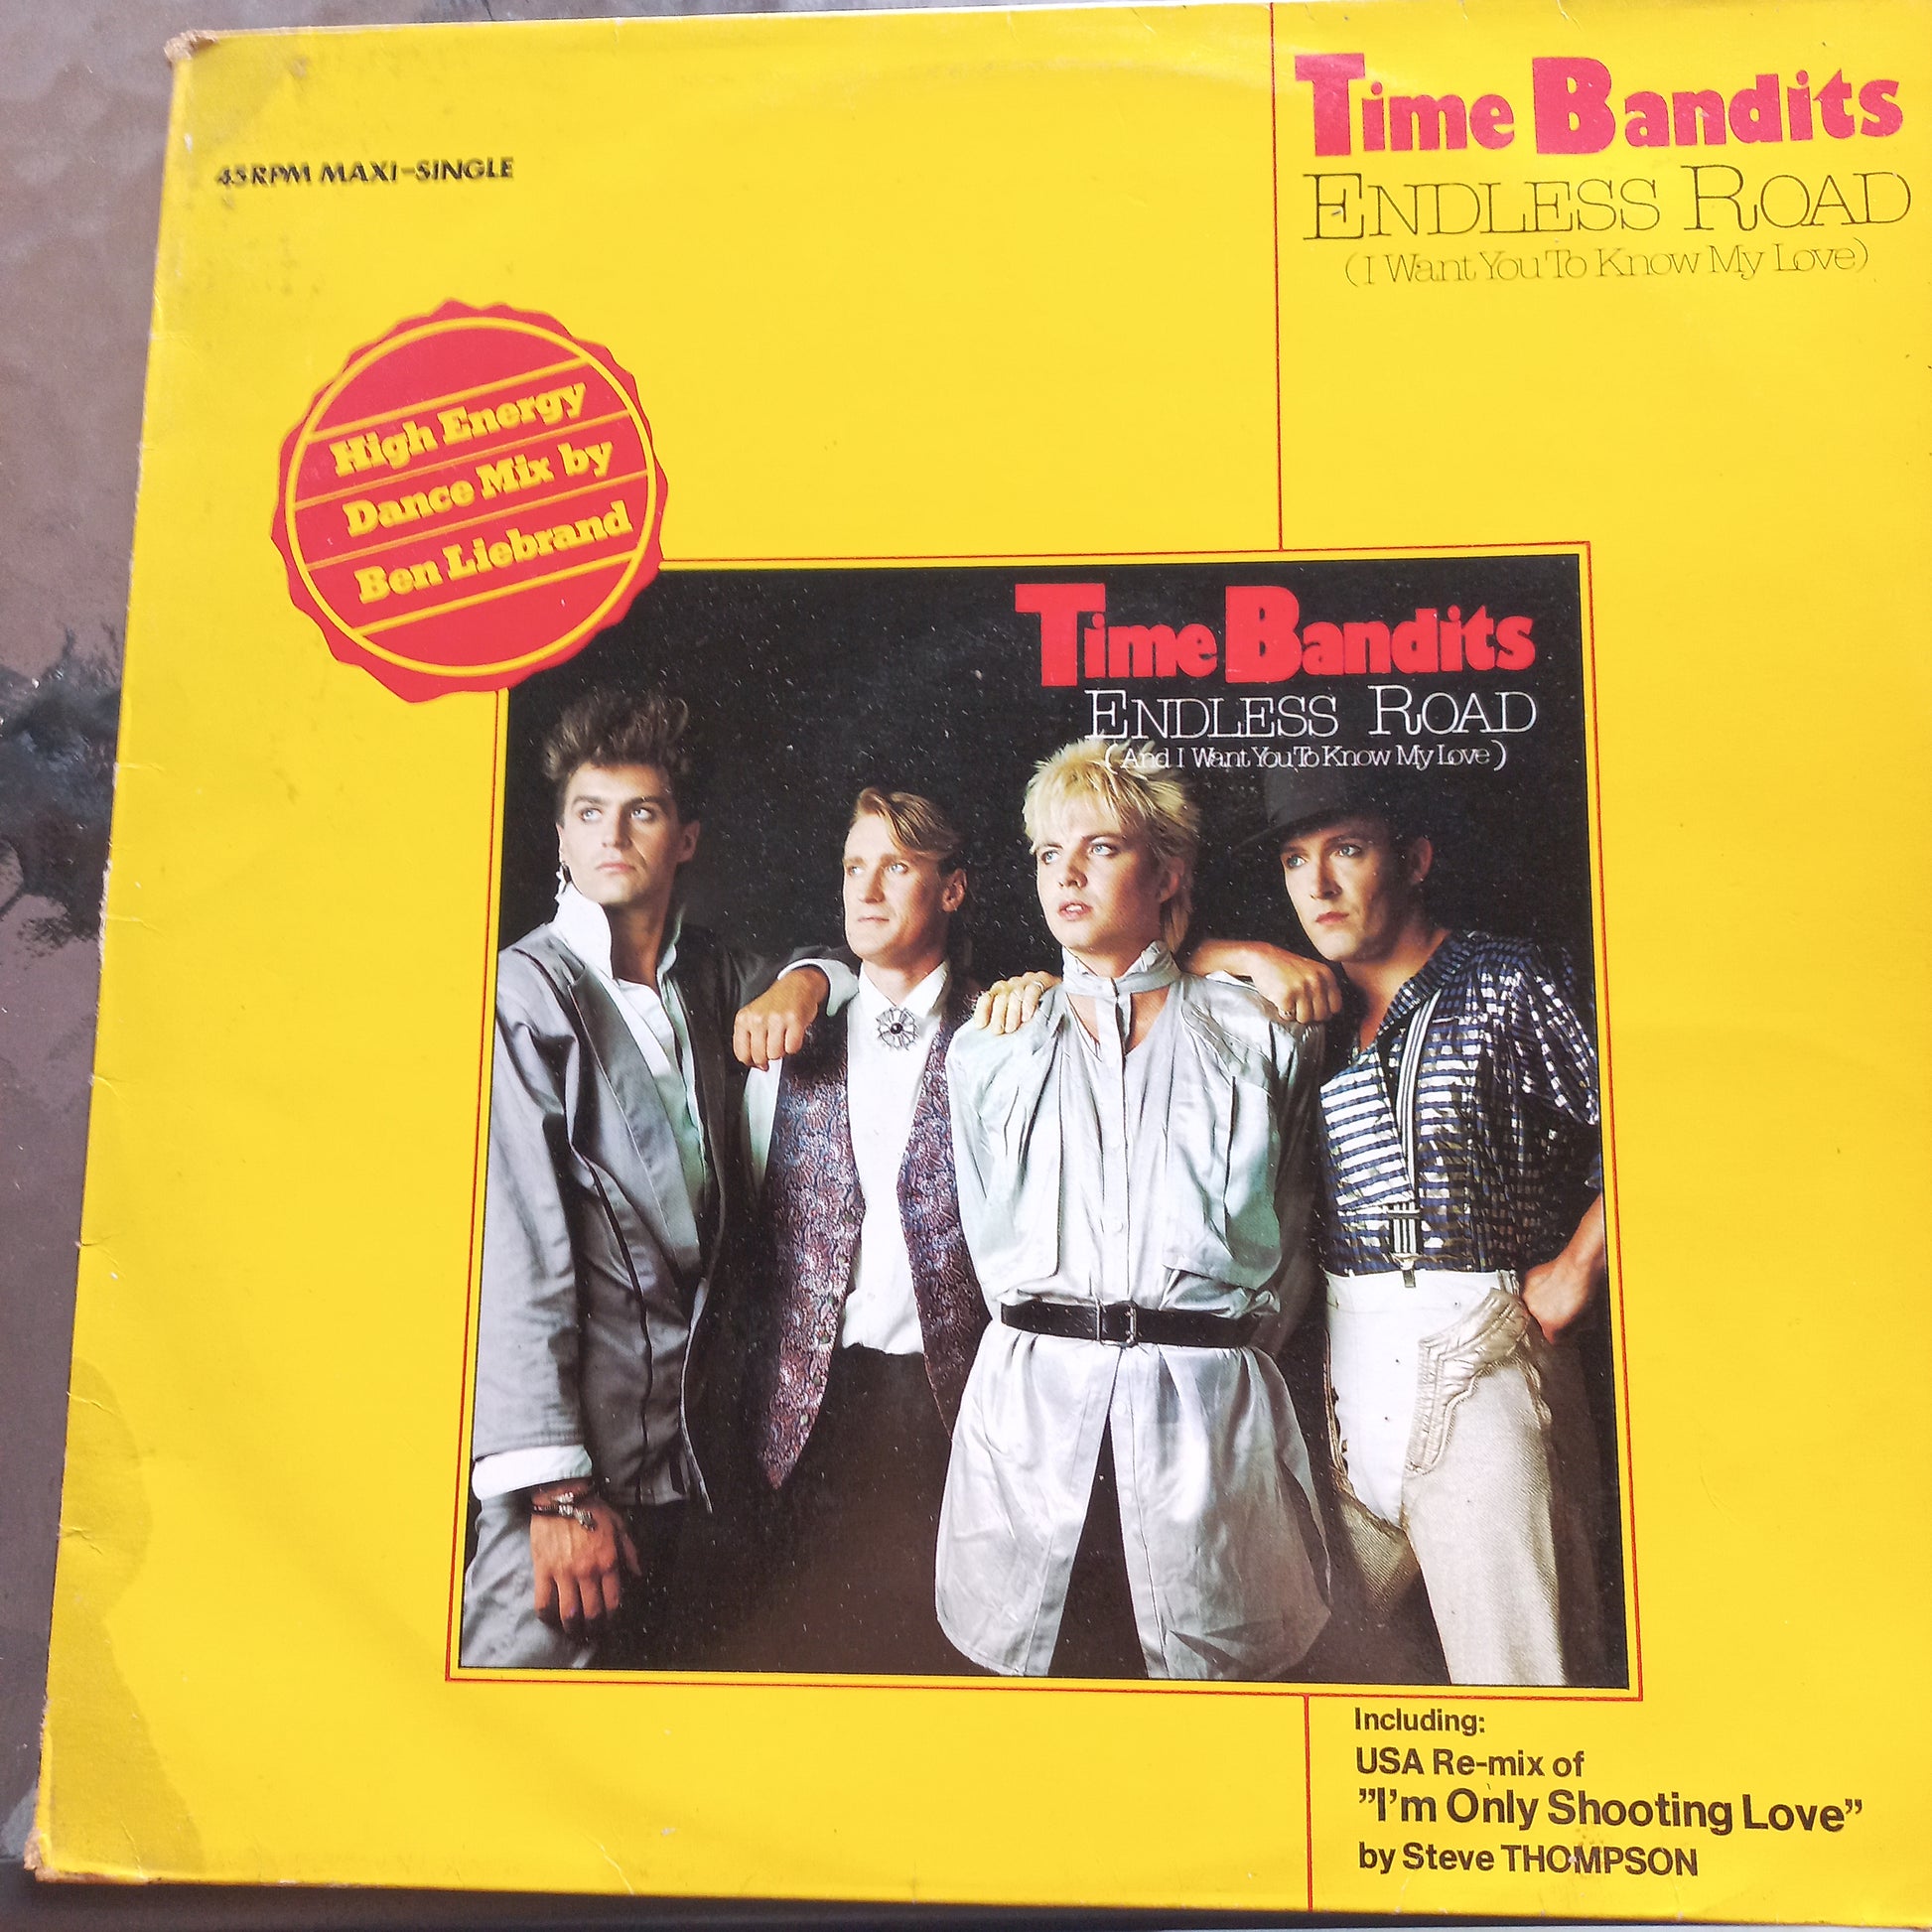 45RPM MAXI-SINGLE
Time Bandits
ENDLESS ROAD
(I Want You To Know My Love)
High Energy
Dance Mix by
Ben Liebrand
Time Bandits
ENDLESS ROAD
(And I Want You To Know My Love)
Including:
USA Re-mix of
”I’m Only Shooting Love”
by Steve THOMPSON